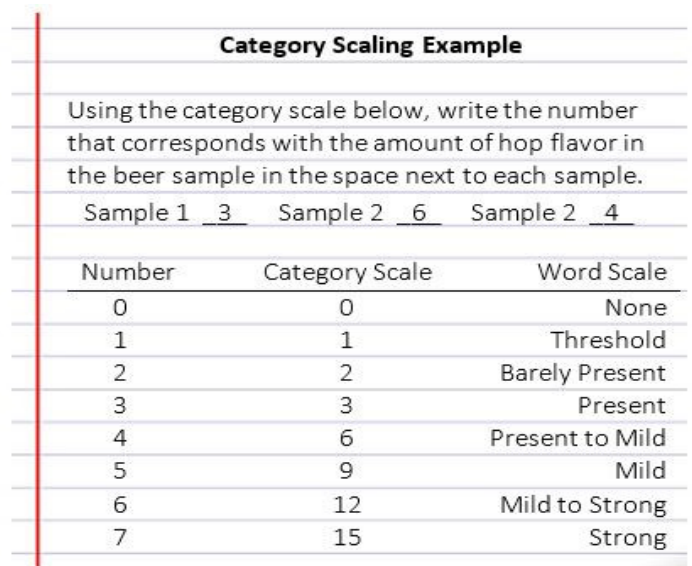 Category Scaling Example
Using the category scale below, write the number
that corresponds with the amount of hop flavor in
the beer sample in the space next to each sample.
Sample 1 _3_ Sample 2 _6_ Sample 2 _4_
Number Category Scale Word Scale
0 0 None
1 1 Threshold
2 2 Barely Present
3 3 Present
4 6 Present to Mild
5 9 Mild
6 12 Mild to Strong
7 15 Strong